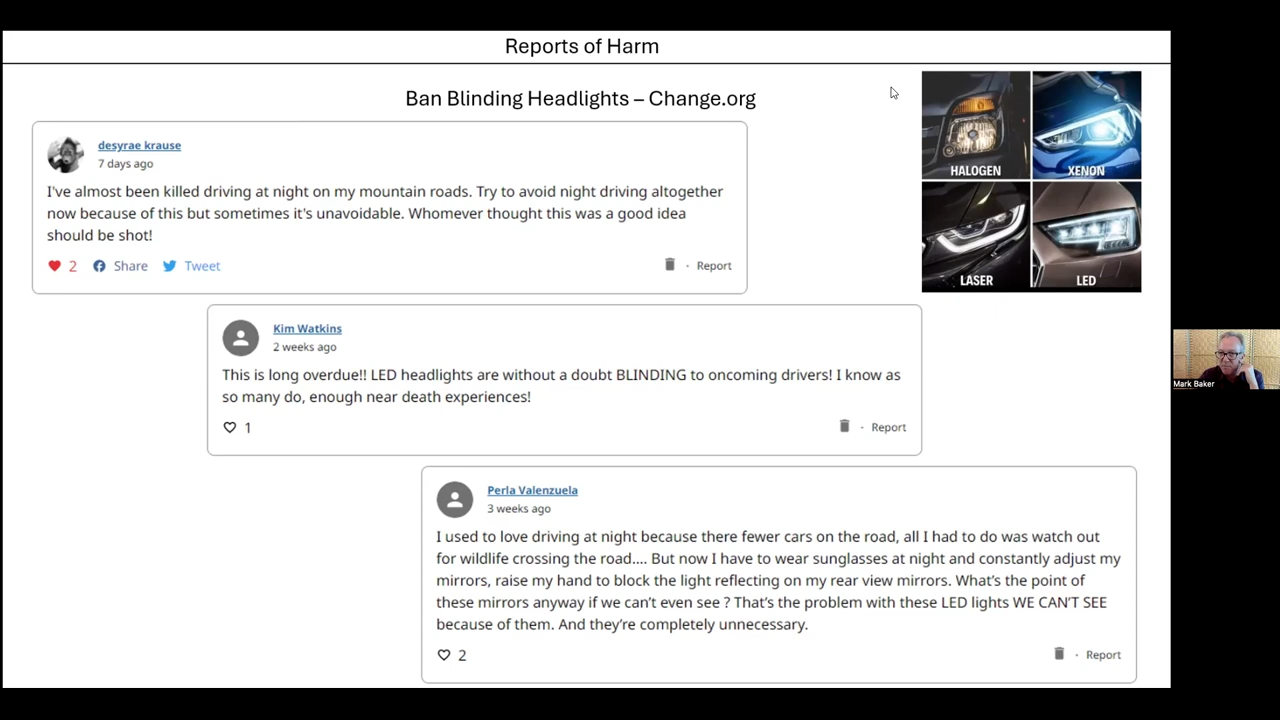 Reports of Harm
Ban Blinding Headlights – Change.org
HALOGEN
XENON
LASER
LED
desyrae krause
7 days ago
I've almost been killed driving at night on my mountain roads. Try to avoid night driving altogether
now because of this but sometimes it's unavoidable. Whomever thought this was a good idea
should be shot!
2 Share Tweet · Report
Kim Watkins
2 weeks ago
This is long overdue!! LED headlights are without a doubt BLINDING to oncoming drivers! I know as
so many do, enough near death experiences!
1 · Report
Perla Valenzuela
3 weeks ago
I used to love driving at night because there fewer cars on the road, all I had to do was watch out
for wildlife crossing the road.... But now I have to wear sunglasses at night and constantly adjust my
mirrors, raise my hand to block the light reflecting on my rear view mirrors. What's the point of
these mirrors anyway if we can't even see ? That's the problem with these LED lights WE CAN'T SEE
because of them. And they're completely unnecessary.
2 · Report
Mark Baker